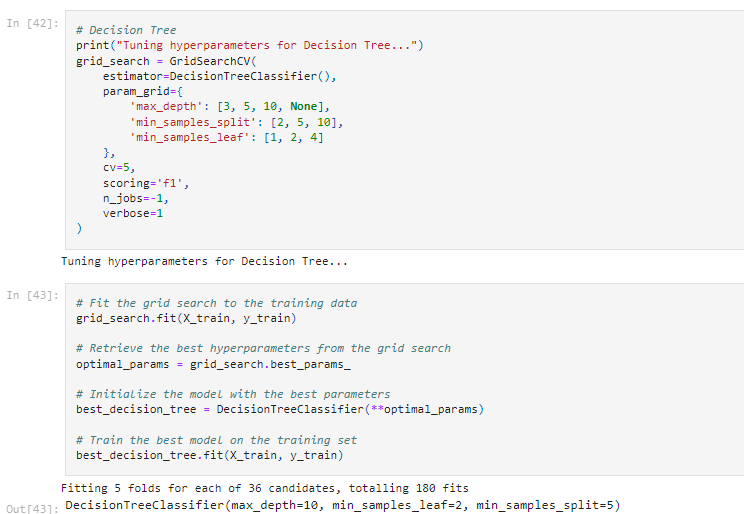 In [42]:
# Decision Tree
print("Tuning hyperparameters for Decision Tree...")
grid_search = GridSearchCV(
    estimator=DecisionTreeClassifier(),
    param_grid={
        'max_depth': [3, 5, 10, None],
        'min_samples_split': [2, 5, 10],
        'min_samples_leaf': [1, 2, 4]
    },
    cv=5,
    scoring='f1',
    n_jobs=-1,
    verbose=1
)
Tuning hyperparameters for Decision Tree...
In [43]:
# Fit the grid search to the training data
grid_search.fit(X_train, y_train)
# Retrieve the best hyperparameters from the grid search
optimal_params = grid_search.best_params_
# Initialize the model with the best parameters
best_decision_tree = DecisionTreeClassifier(**optimal_params)
# Train the best model on the training set
best_decision_tree.fit(X_train, y_train)
Fitting 5 folds for each of 36 candidates, totalling 180 fits
Out[43]: DecisionTreeClassifier(max_depth=10, min_samples_leaf=2, min_samples_split=5)